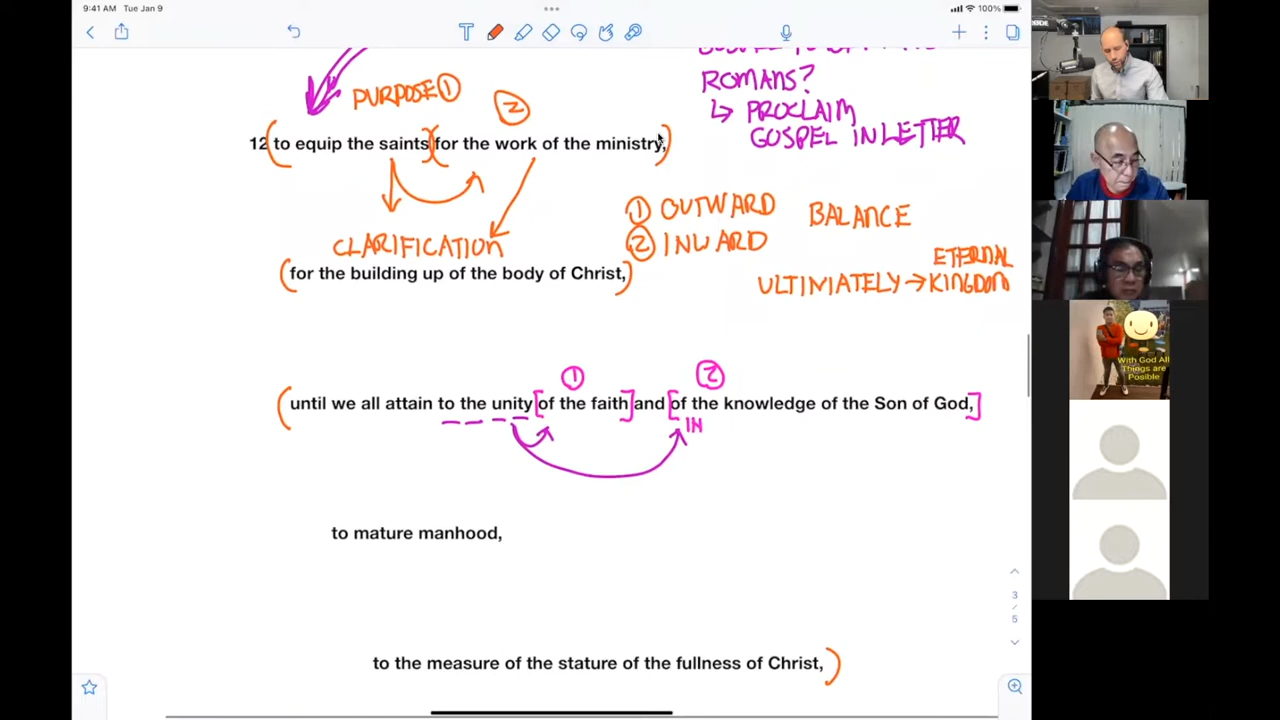 9:41 AM Tue Jan 9
100%
ROMANS?
↳ PROCLAIM
GOSPEL IN LETTER
PURPOSE ①
②
12 to equip the saints for the work of the ministry,
① OUTWARD BALANCE
② INWARD
CLARIFICATION
ETERNAL
ULTIMIATELY → KINGDOM
for the building up of the body of Christ,
① ②
until we all attain to the unity [of the faith] and [of the knowledge of the Son of God,]
IN
to mature manhood,
to the measure of the stature of the fullness of Christ,
3
/
5
With God All
Things are
Posible